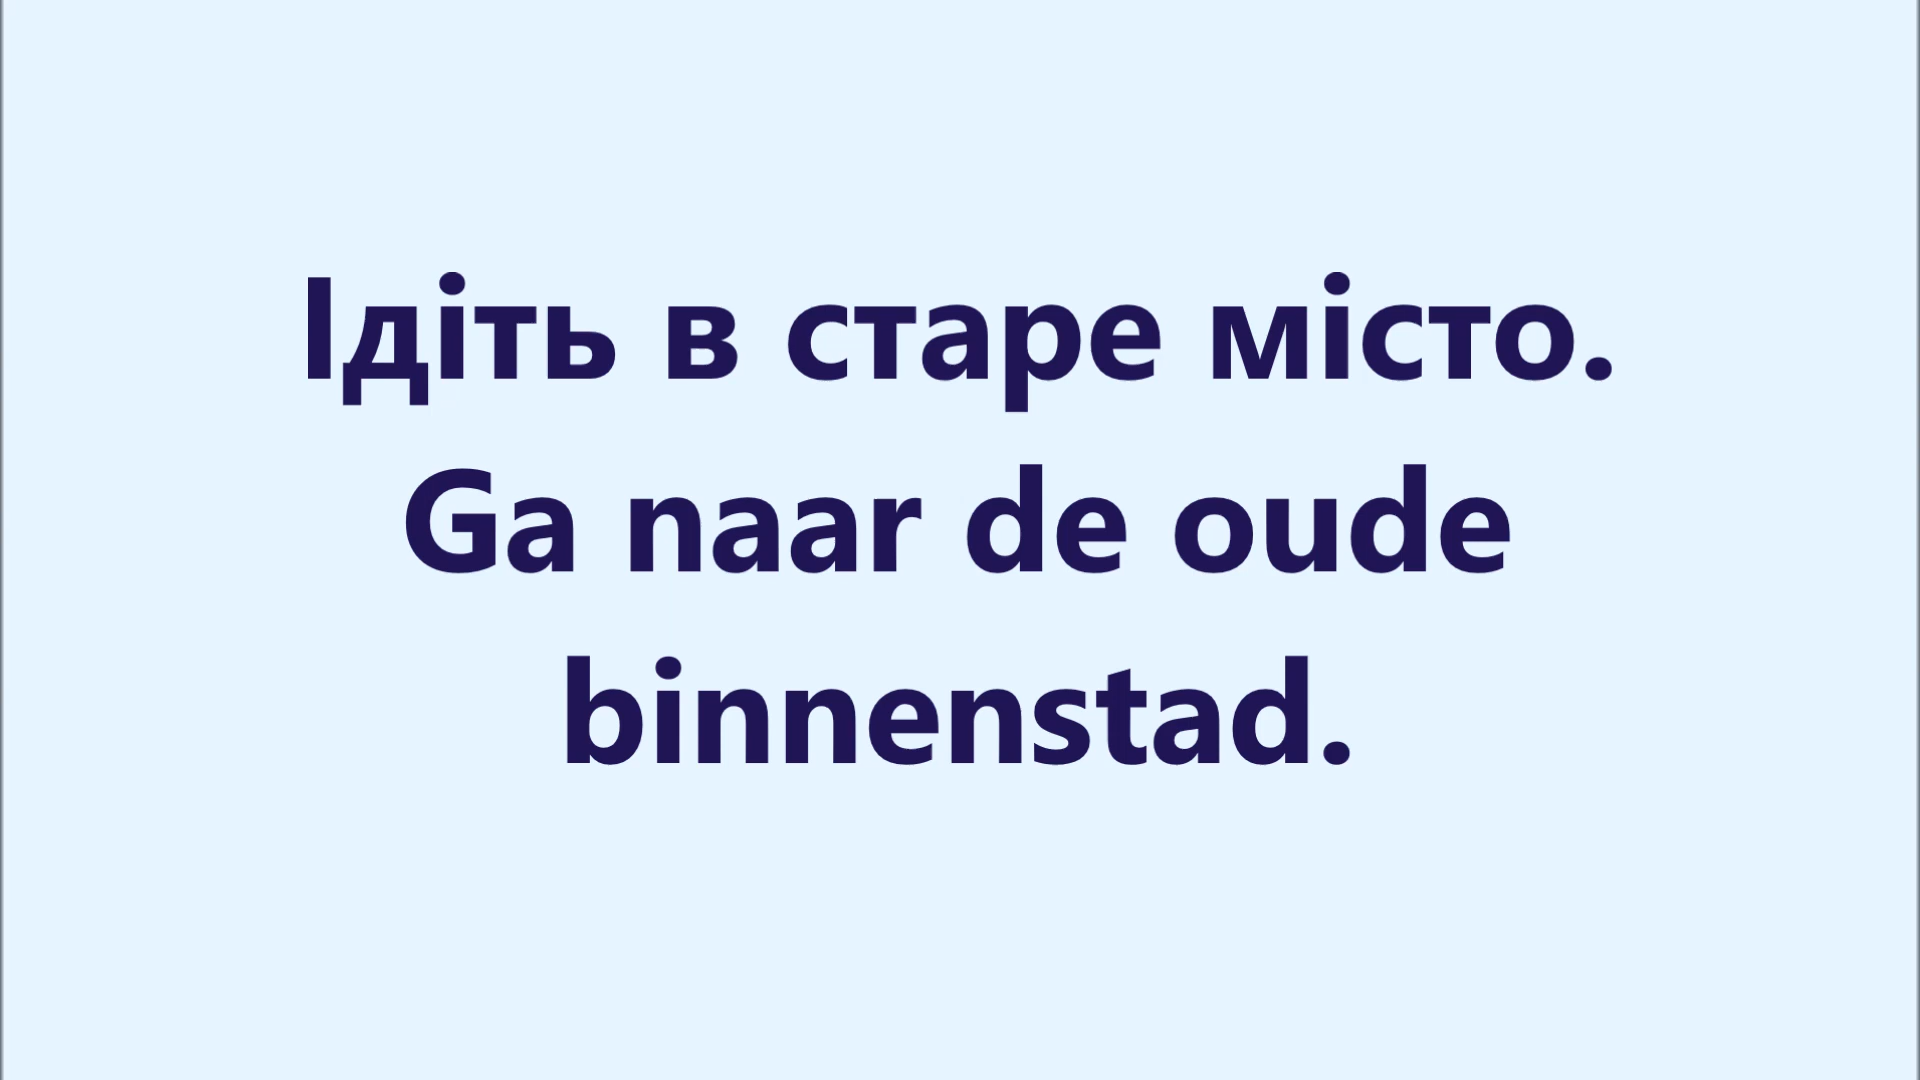 Ідіть в старе місто.
Ga naar de oude
binnenstad.